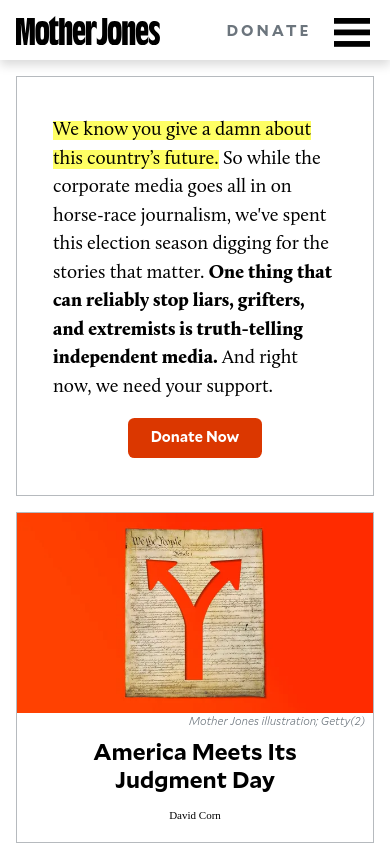 Mother Jones
DONATE
We know you give a damn about
this country’s future. So while the
corporate media goes all in on
horse-race journalism, we've spent
this election season digging for the
stories that matter. One thing that
can reliably stop liars, grifters,
and extremists is truth-telling
independent media. And right
now, we need your support.
Donate Now
We the People
Mother Jones illustration; Getty(2)
America Meets Its
Judgment Day
David Corn